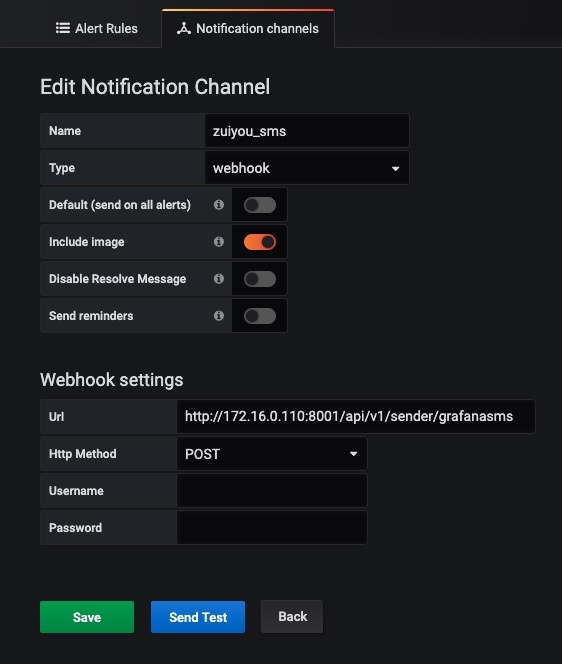 Alert Rules Notification channels
Edit Notification Channel
Name zuiyou_sms
Type webhook
Default (send on all alerts)
Include image
Disable Resolve Message
Send reminders
Webhook settings
Url http://172.16.0.110:8001/api/v1/sender/grafanasms
Http Method POST
Username
Password
Save Send Test Back